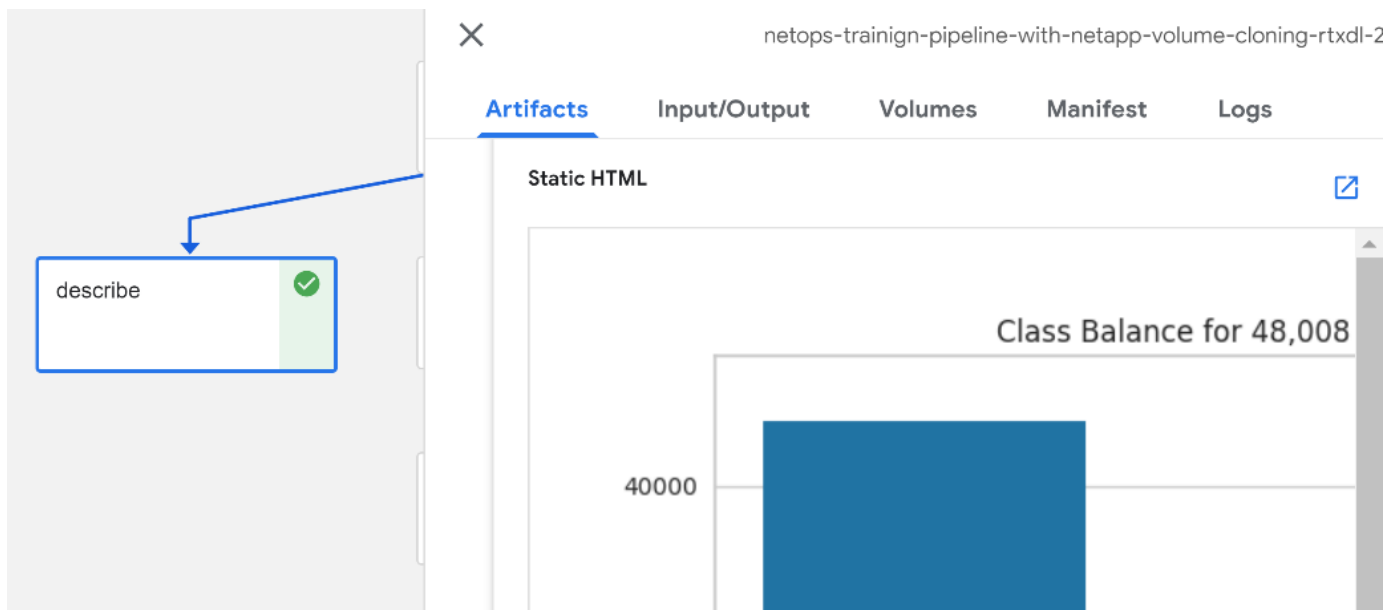 netops-trainign-pipeline-with-netapp-volume-cloning-rtxdl-2
Artifacts Input/Output Volumes Manifest Logs
Static HTML
describe
Class Balance for 48,008
40000